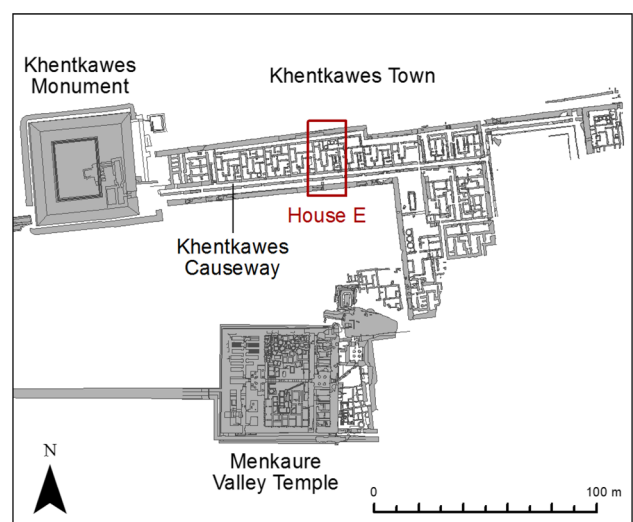 Khentkawes
Monument
Khentkawes Town
House E
Khentkawes
Causeway
Menkaure
Valley Temple
N
0
100 m